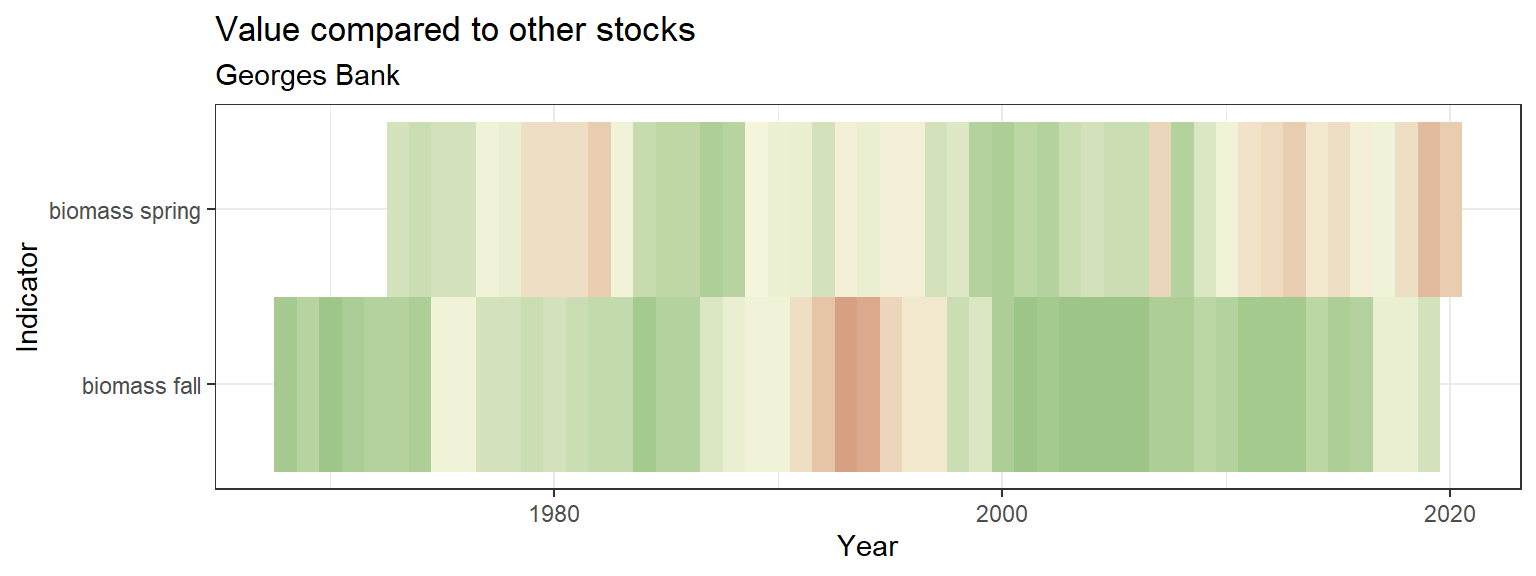 Value compared to other stocks
Georges Bank
Indicator
biomass spring
biomass fall
1980 2000 2020
Year